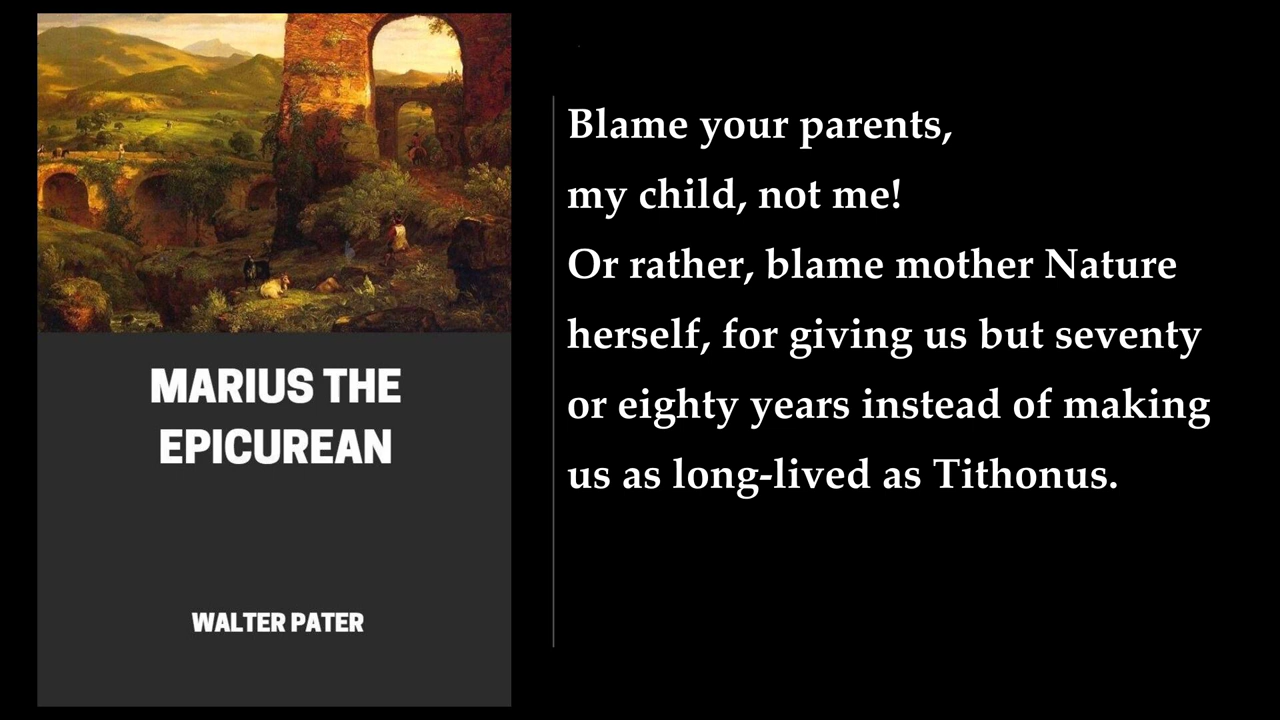 MARIUS THE
EPICUREAN
WALTER PATER
Blame your parents,
my child, not me!
Or rather, blame mother Nature
herself, for giving us but seventy
or eighty years instead of making
us as long-lived as Tithonus.